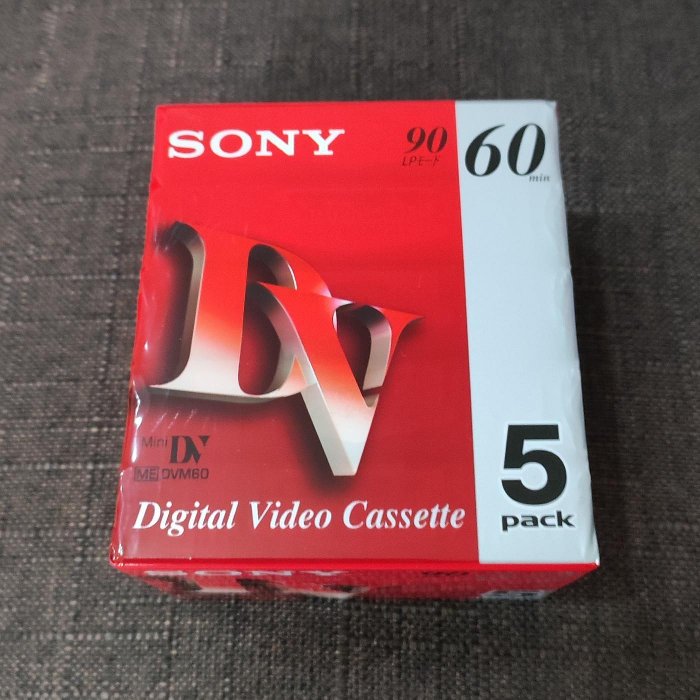 SONY
90
LPモード
60
min
DV
Mini DV
ME DVM60
Digital Video Cassette
5
pack
SONY